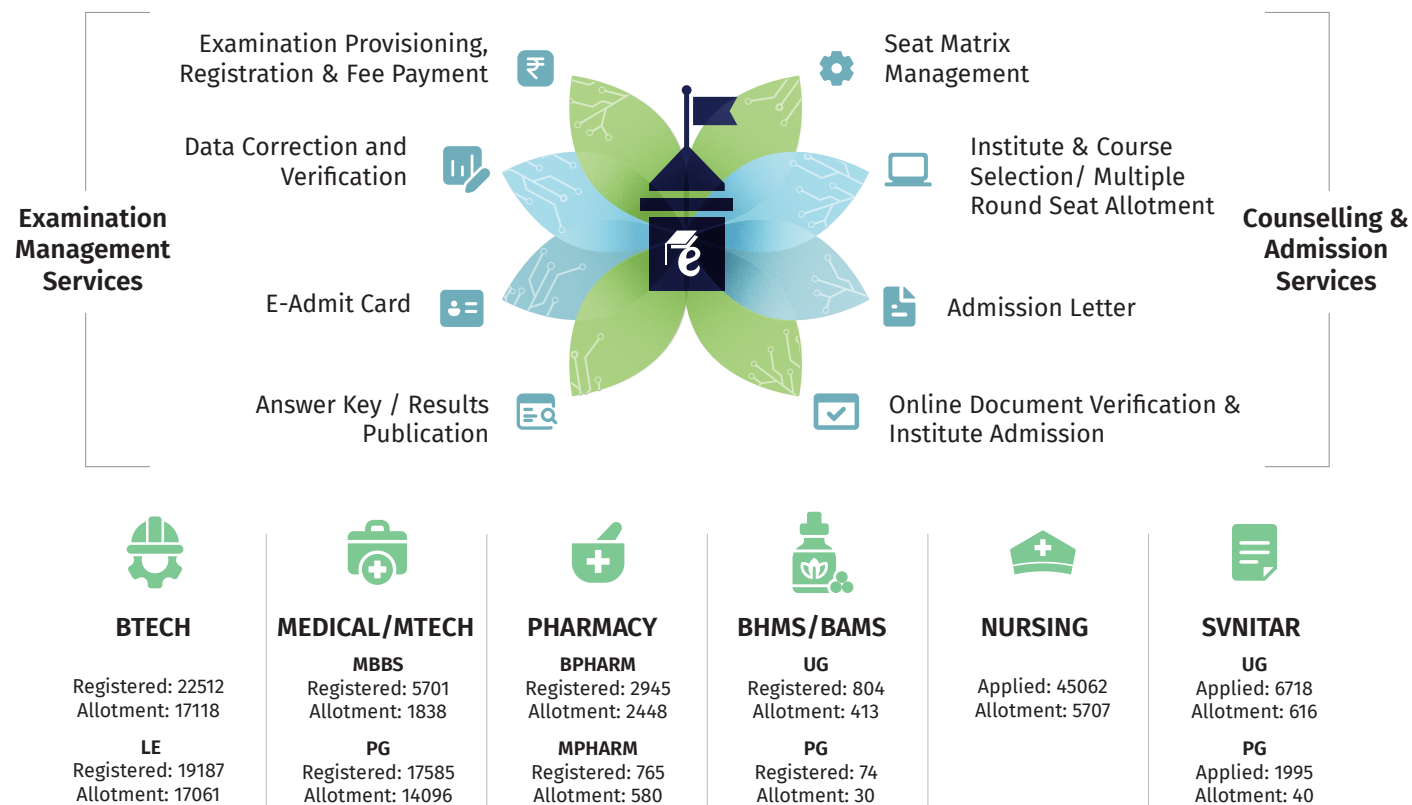 Examination
Management
Services
Examination Provisioning,
Registration & Fee Payment
₹
Data Correction and
Verification
E-Admit Card
Answer Key / Results
Publication
e
Seat Matrix
Management
Institute & Course
Selection/ Multiple
Round Seat Allotment
Admission Letter
Online Document Verification &
Institute Admission
Counselling &
Admission
Services
BTECH
Registered: 22512
Allotment: 17118
LE
Registered: 19187
Allotment: 17061
MEDICAL/MTECH
MBBS
Registered: 5701
Allotment: 1838
PG
Registered: 17585
Allotment: 14096
PHARMACY
BPHARM
Registered: 2945
Allotment: 2448
MPHARM
Registered: 765
Allotment: 580
BHMS/BAMS
UG
Registered: 804
Allotment: 413
PG
Registered: 74
Allotment: 30
NURSING
Applied: 45062
Allotment: 5707
SVNITAR
UG
Applied: 6718
Allotment: 616
PG
Applied: 1995
Allotment: 40